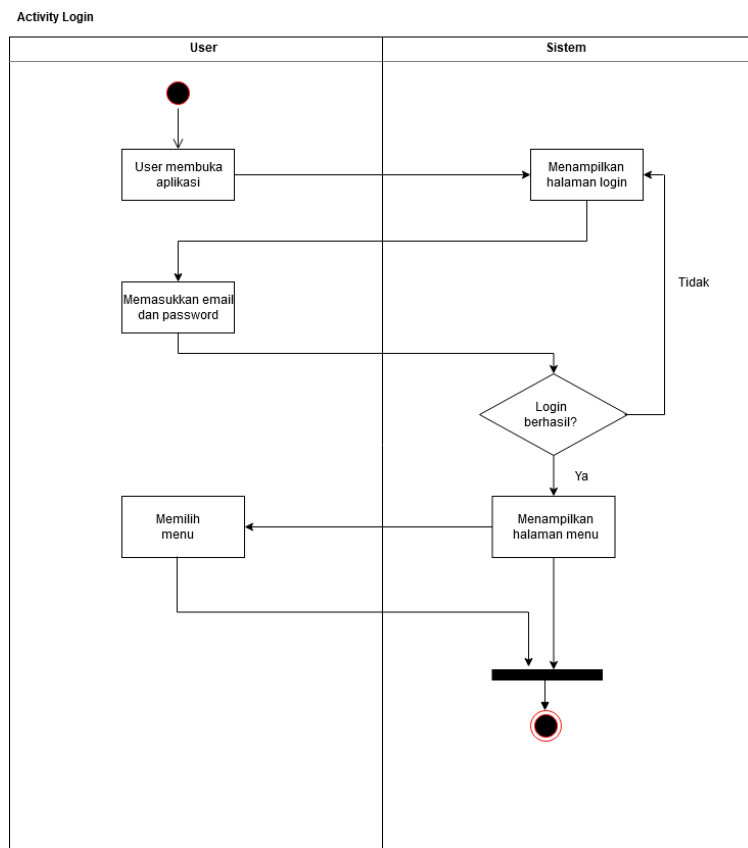 Activity Login
User
Sistem
User membuka
aplikasi
Menampilkan
halaman login
Memasukkan email
dan password
Tidak
Login
berhasil?
Ya
Memilih
menu
Menampilkan
halaman menu